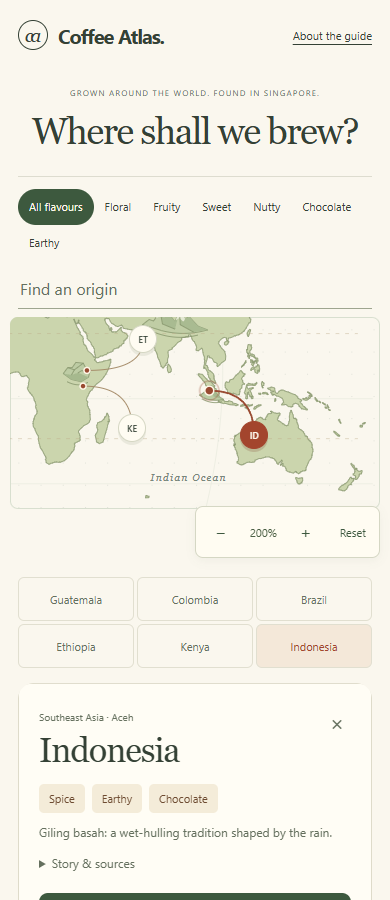 ca Coffee Atlas. About the guide
GROWN AROUND THE WORLD. FOUND IN SINGAPORE.
Where shall we brew?
All flavours Floral Fruity Sweet Nutty Chocolate
Earthy
Find an origin
ET
KE
ID
Indian Ocean
− 200% + Reset
Guatemala Colombia Brazil
Ethiopia Kenya Indonesia
Southeast Asia · Aceh
×
Indonesia
Spice Earthy Chocolate
Giling basah: a wet-hulling tradition shaped by the rain.
▶ Story & sources